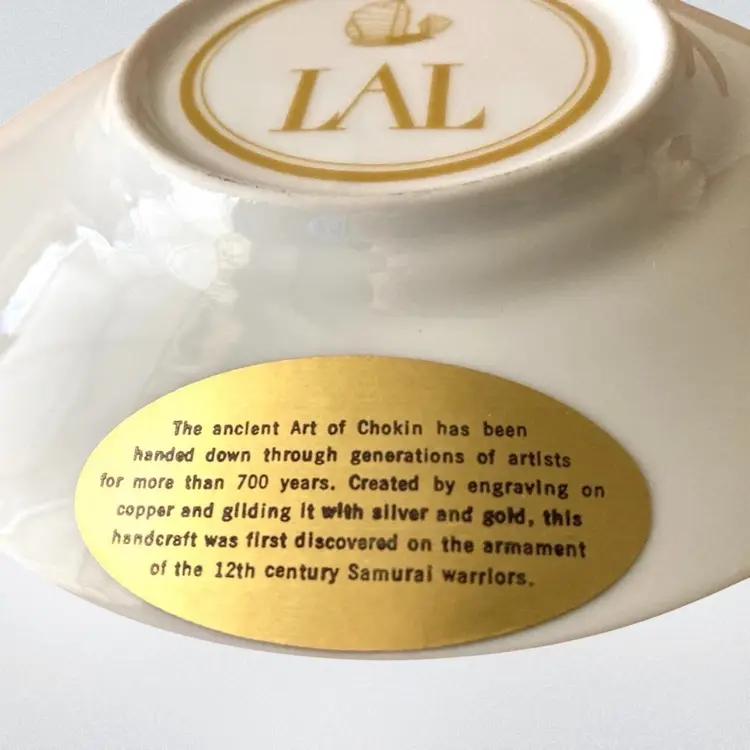 LAL
The ancient Art of Chokin has been
handed down through generations of artists
for more than 700 years. Created by engraving on
copper and gilding it with silver and gold, this
handcraft was first discovered on the armament
of the 12th century Samurai warriors.